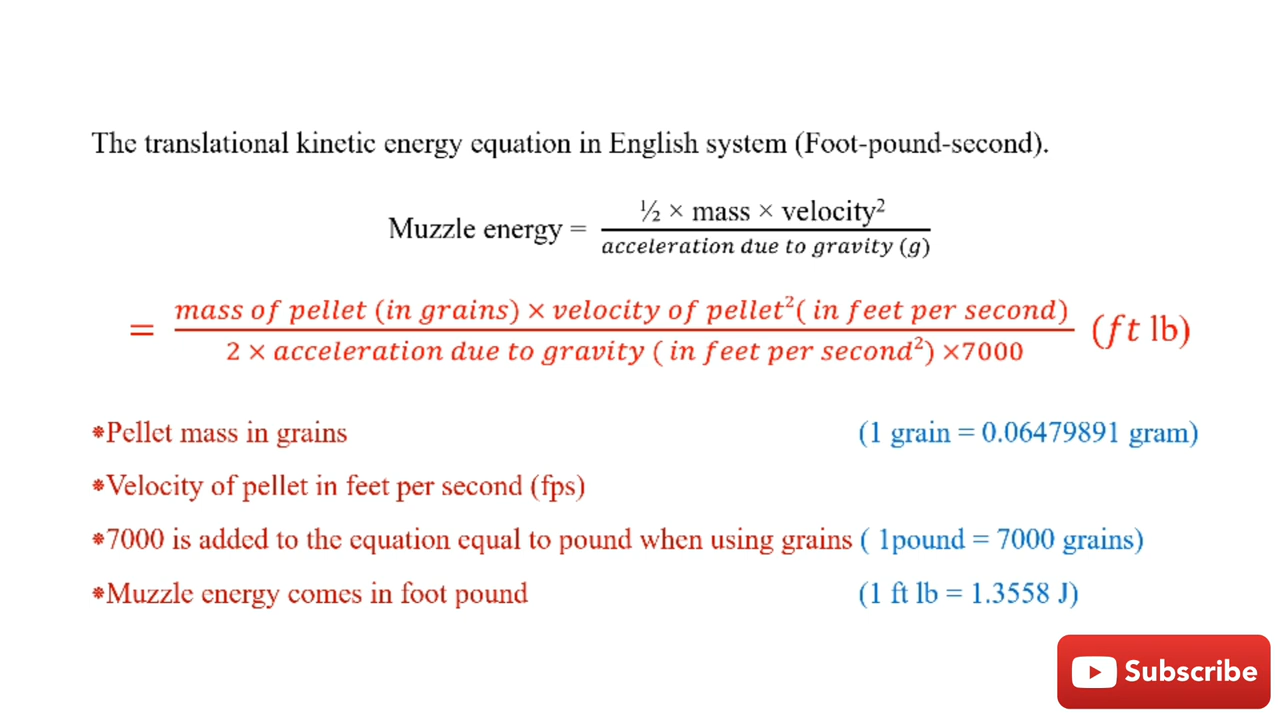 The translational kinetic energy equation in English system (Foot-pound-second).
Muzzle energy = ½ × mass × velocity² / acceleration due to gravity (g)
= mass of pellet (in grains) × velocity of pellet²( in feet per second) / 2 × acceleration due to gravity ( in feet per second²) ×7000 (ft lb)
*Pellet mass in grains (1 grain = 0.06479891 gram)
*Velocity of pellet in feet per second (fps)
*7000 is added to the equation equal to pound when using grains ( 1pound = 7000 grains)
*Muzzle energy comes in foot pound (1 ft lb = 1.3558 J)
Subscribe